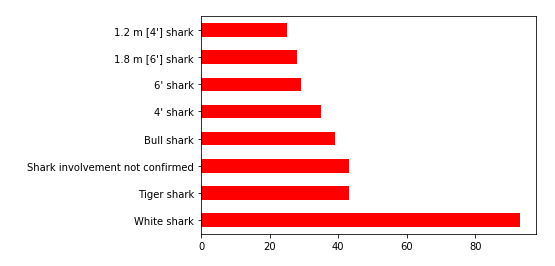 1.2 m [4'] shark
1.8 m [6'] shark
6' shark
4' shark
Bull shark
Shark involvement not confirmed
Tiger shark
White shark
0 20 40 60 80